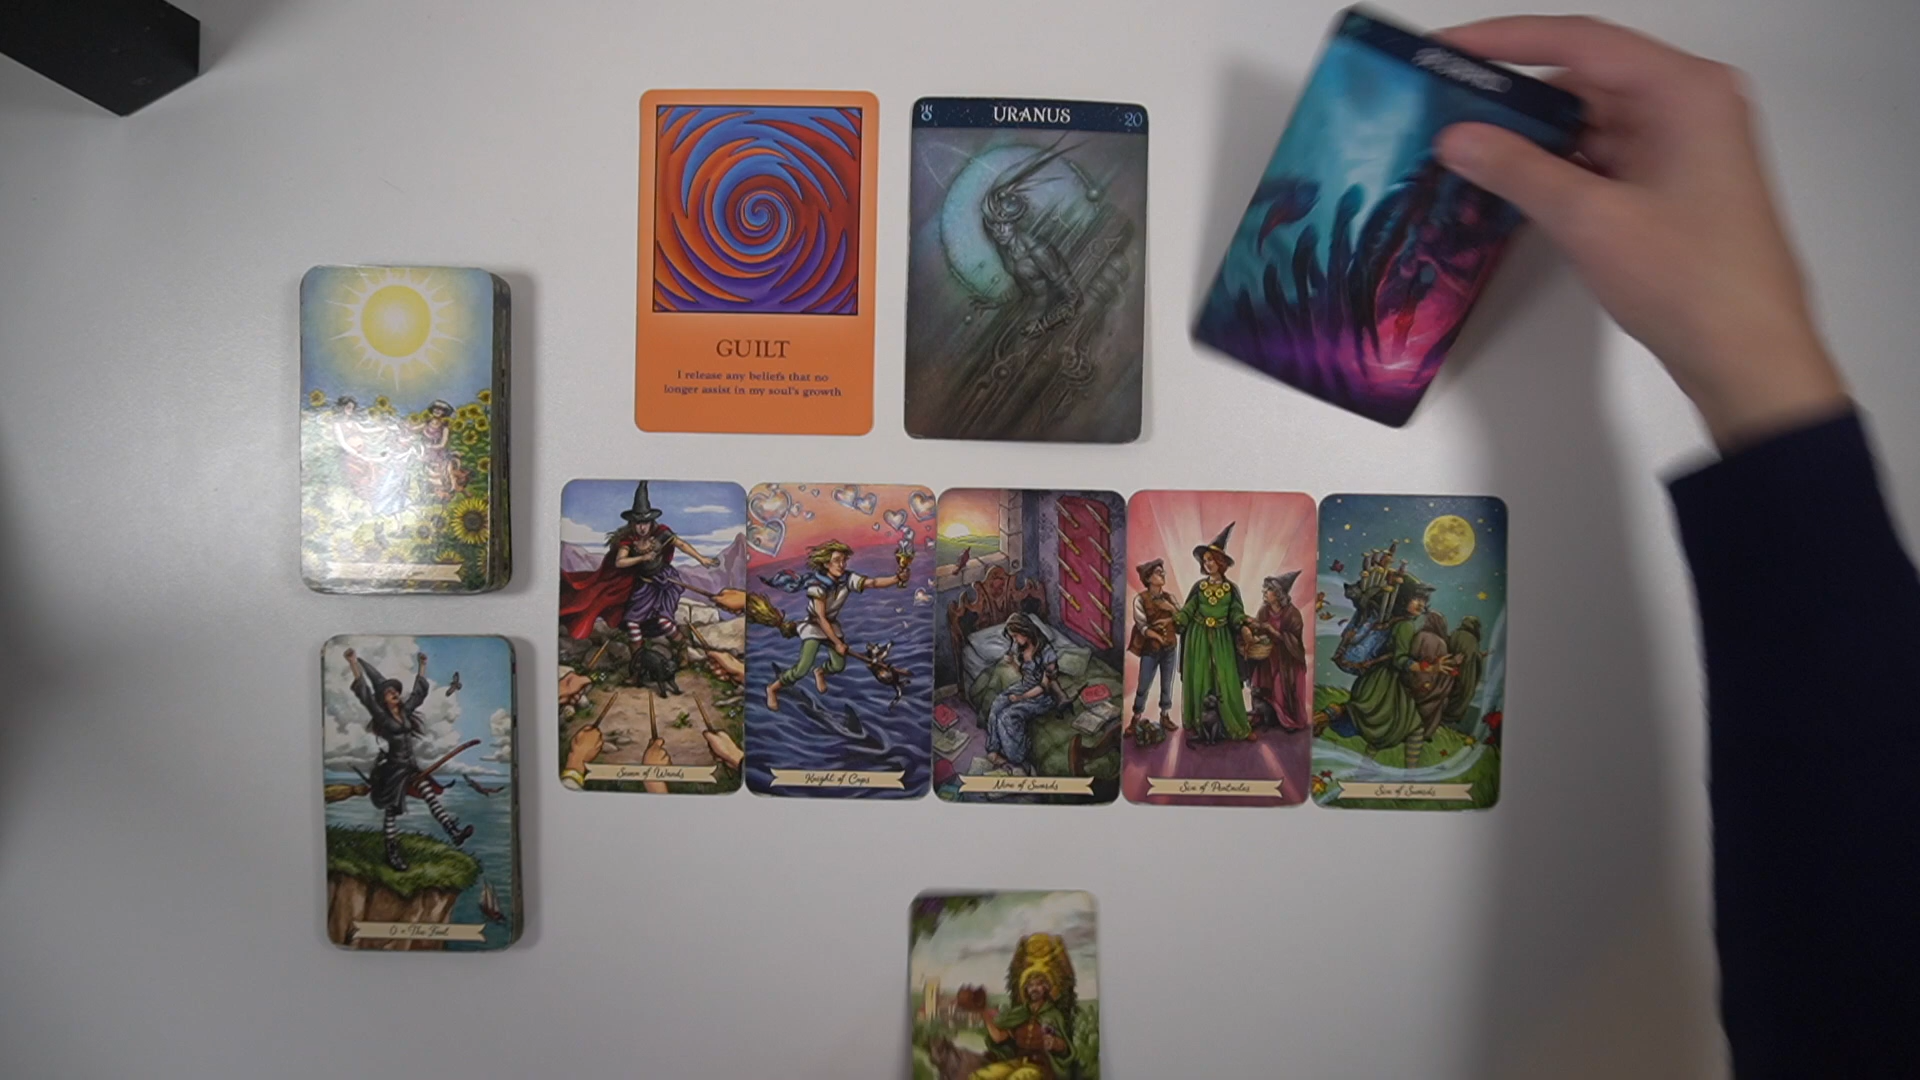 URANUS
20
GUILT
I release any beliefs that no
longer assist in my soul's growth
Seven of Wands
Knight of Cups
Nine of Swords
Six of Pentacles
Six of Swords
0 - The Fool